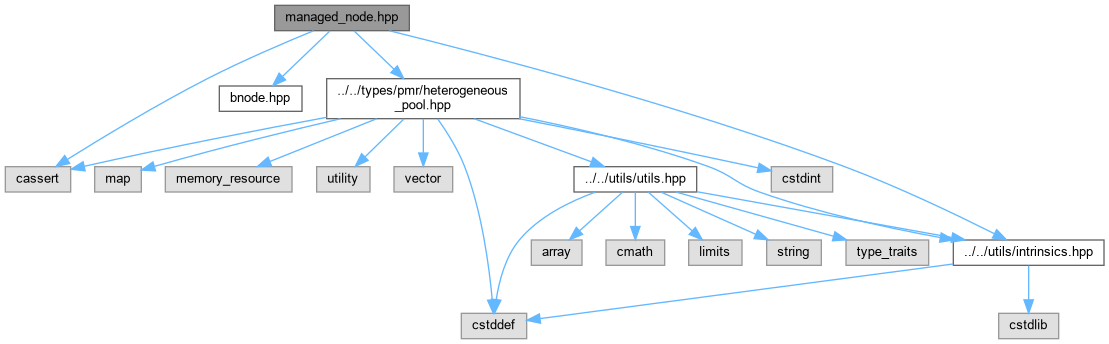 managed_node.hpp
bnode.hpp
../../types/pmr/heterogeneous
_pool.hpp
cassert
map
memory_resource
utility
vector
../../utils/utils.hpp
cstdint
array
cmath
limits
string
type_traits
../../utils/intrinsics.hpp
cstddef
cstdlib